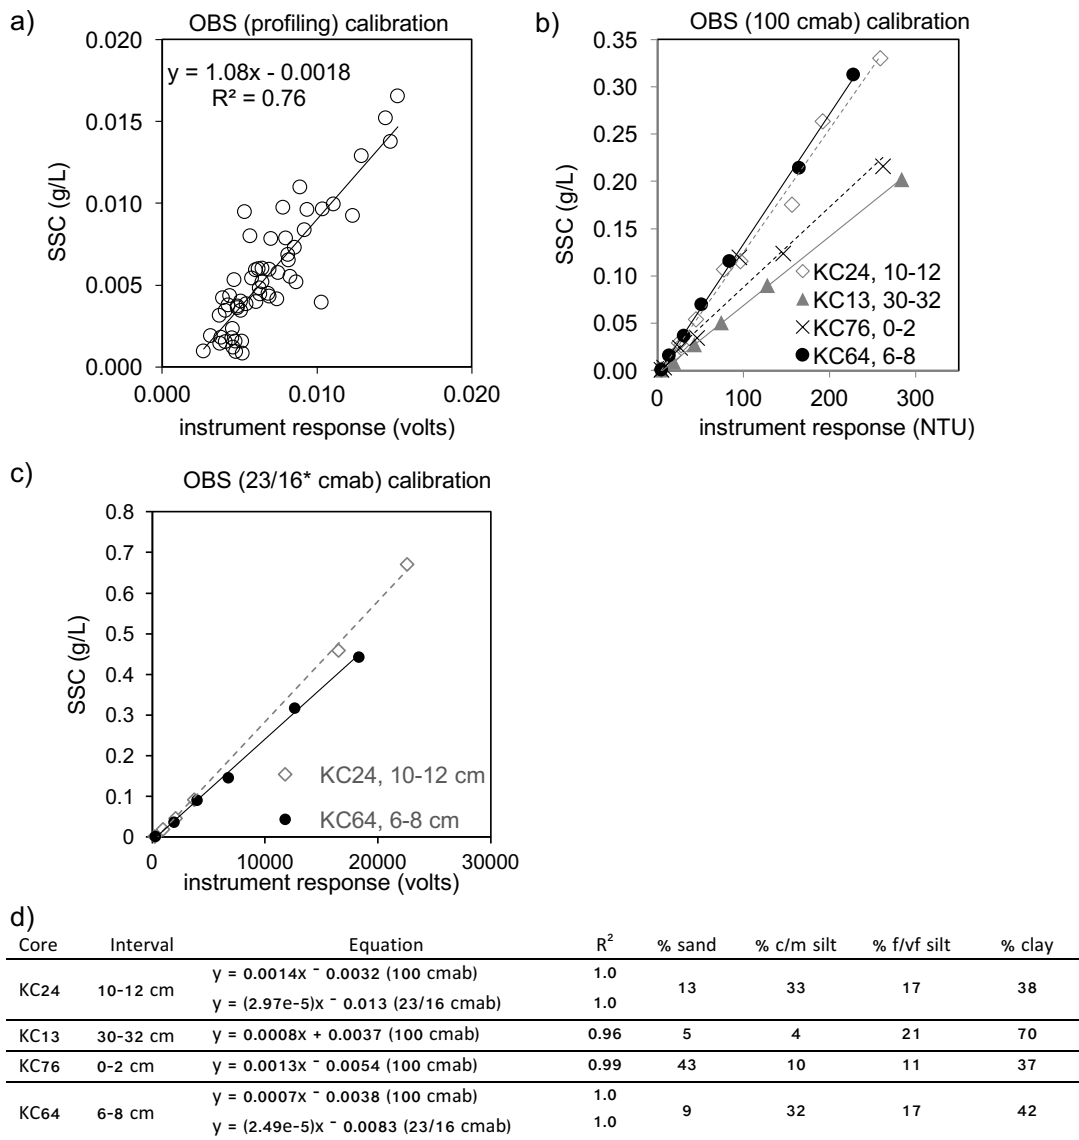 a)
OBS (profiling) calibration
0.020
0.015
0.010
0.005
0.000
SSC (g/L)
y = 1.08x - 0.0018
R² = 0.76
0.000 0.010 0.020
instrument response (volts)
b)
OBS (100 cmab) calibration
0.35
0.30
0.25
0.20
0.15
0.10
0.05
0.00
SSC (g/L)
KC24, 10-12
KC13, 30-32
KC76, 0-2
KC64, 6-8
0 100 200 300
instrument response (NTU)
c)
OBS (23/16* cmab) calibration
0.8
0.7
0.6
0.5
0.4
0.3
0.2
0.1
0
SSC (g/L)
KC24, 10-12 cm
KC64, 6-8 cm
0 10000 20000 30000
instrument response (volts)
d)
Core Interval Equation R² % sand % c/m silt % f/vf silt % clay
y = 0.0014x - 0.0032 (100 cmab) 1.0
KC24 10-12 cm 13 33 17 38
y = (2.97e-5)x - 0.013 (23/16 cmab) 1.0
KC13 30-32 cm y = 0.0008x + 0.0037 (100 cmab) 0.96 5 4 21 70
KC76 0-2 cm y = 0.0013x - 0.0054 (100 cmab) 0.99 43 10 11 37
y = 0.0007x - 0.0038 (100 cmab) 1.0
KC64 6-8 cm 9 32 17 42
y = (2.49e-5)x - 0.0083 (23/16 cmab) 1.0